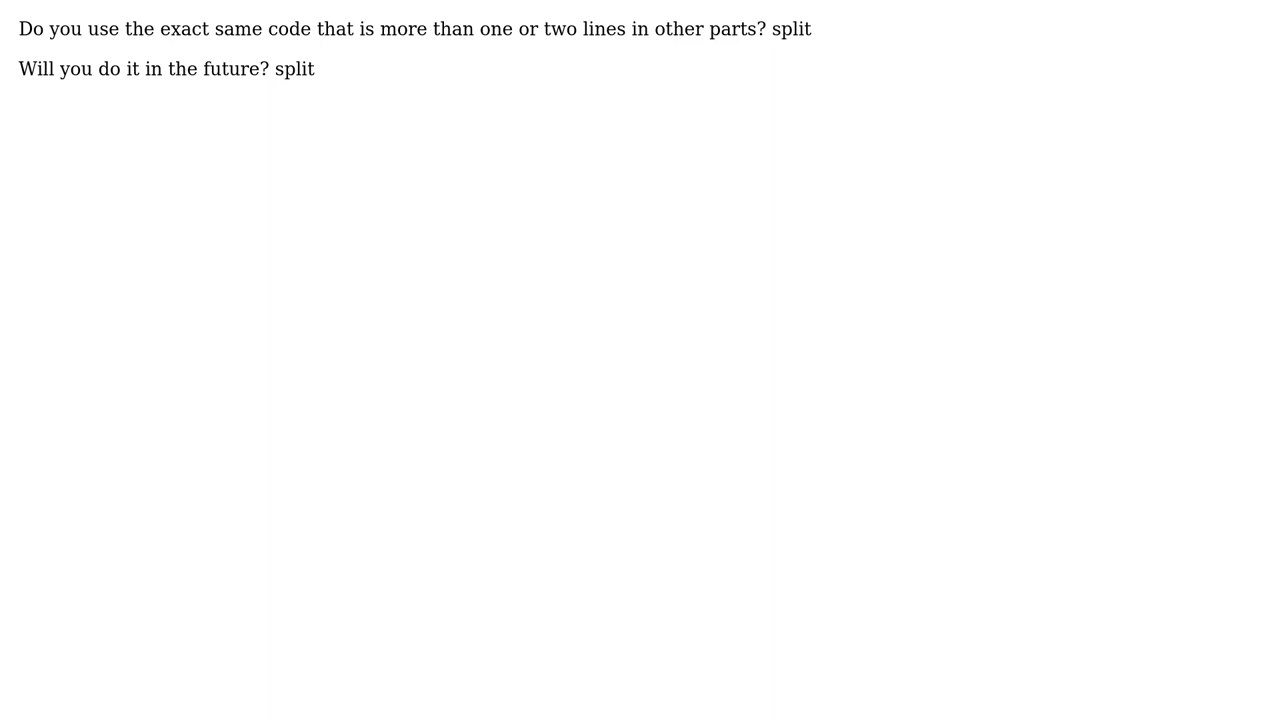 Do you use the exact same code that is more than one or two lines in other parts? split
Will you do it in the future? split